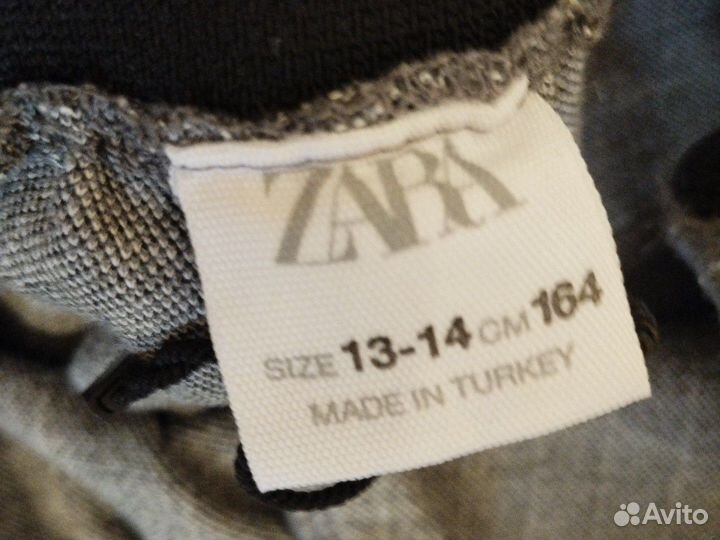 ZARA
SIZE 13-14 CM 164
MADE IN TURKEY
Avito